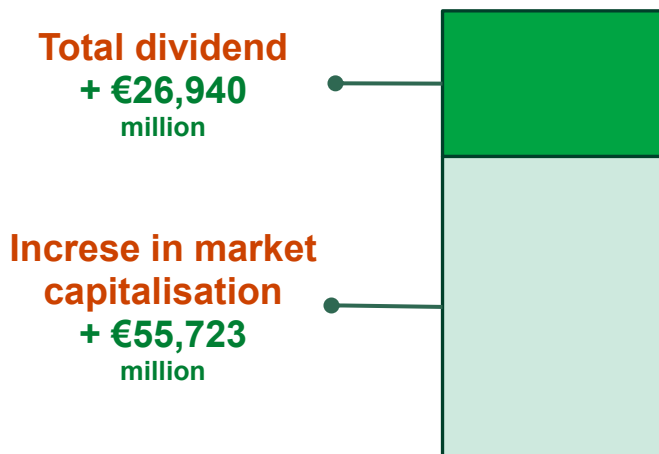 Total dividend
+ €26,940
million
Increse in market
capitalisation
+ €55,723
million